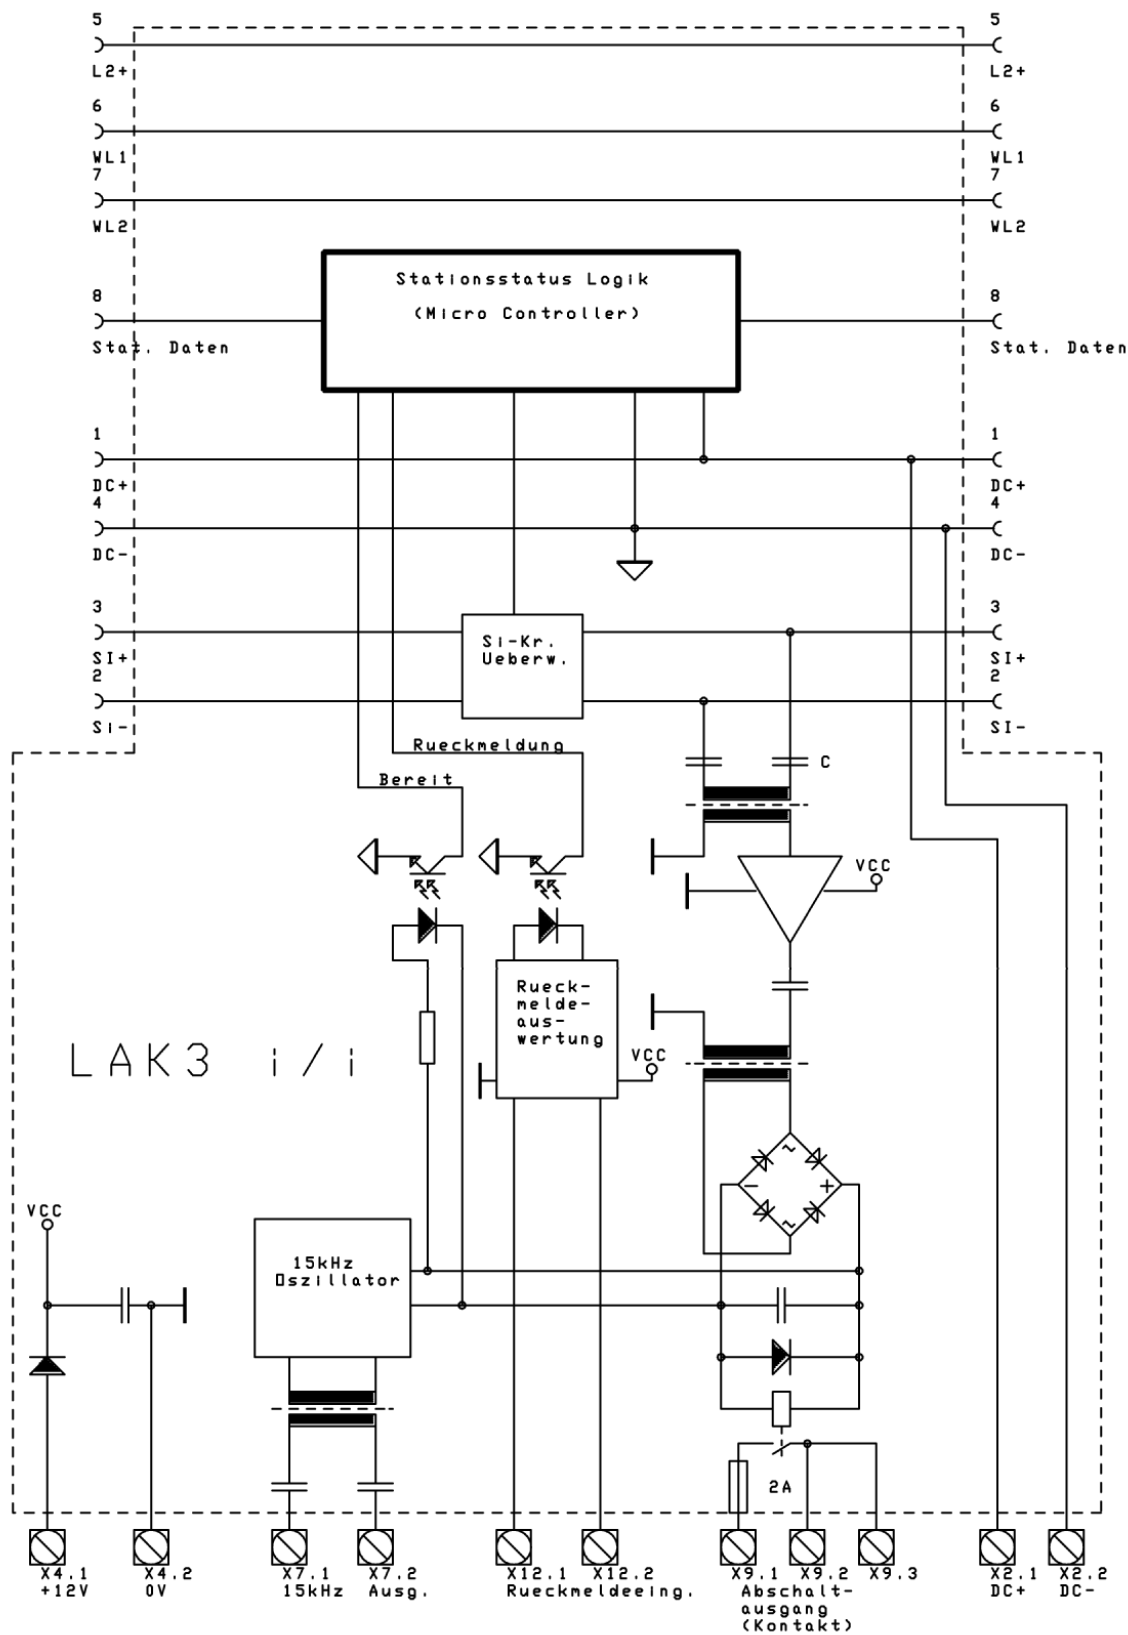 5 5
L2+ L2+
6 6
WL1 WL1
7 7
WL2 WL2
Stationsstatus Logik
(Micro Controller)
8 8
Stat. Daten Stat. Daten
1 1
DC+ DC+
4 4
DC- DC-
3 3
SI+ SI+
Si-Kr.
Ueberw.
2 2
Si- SI-
Rueckmeldung
C
Bereit
VCC
Rueck-
melde-
aus-
wertung
VCC
LAK3 i/i
~
- +
~
VCC
15kHz
Oszillator
2A
X4.1 X4.2 X7.1 X7.2 X12.1 X12.2 X9.1 X9.2 X9.3 X2.1 X2.2
+12V 0V 15kHz Ausg. Rueckmeldeeing. Abschalt- DC+ DC-
ausgang
(Kontakt)